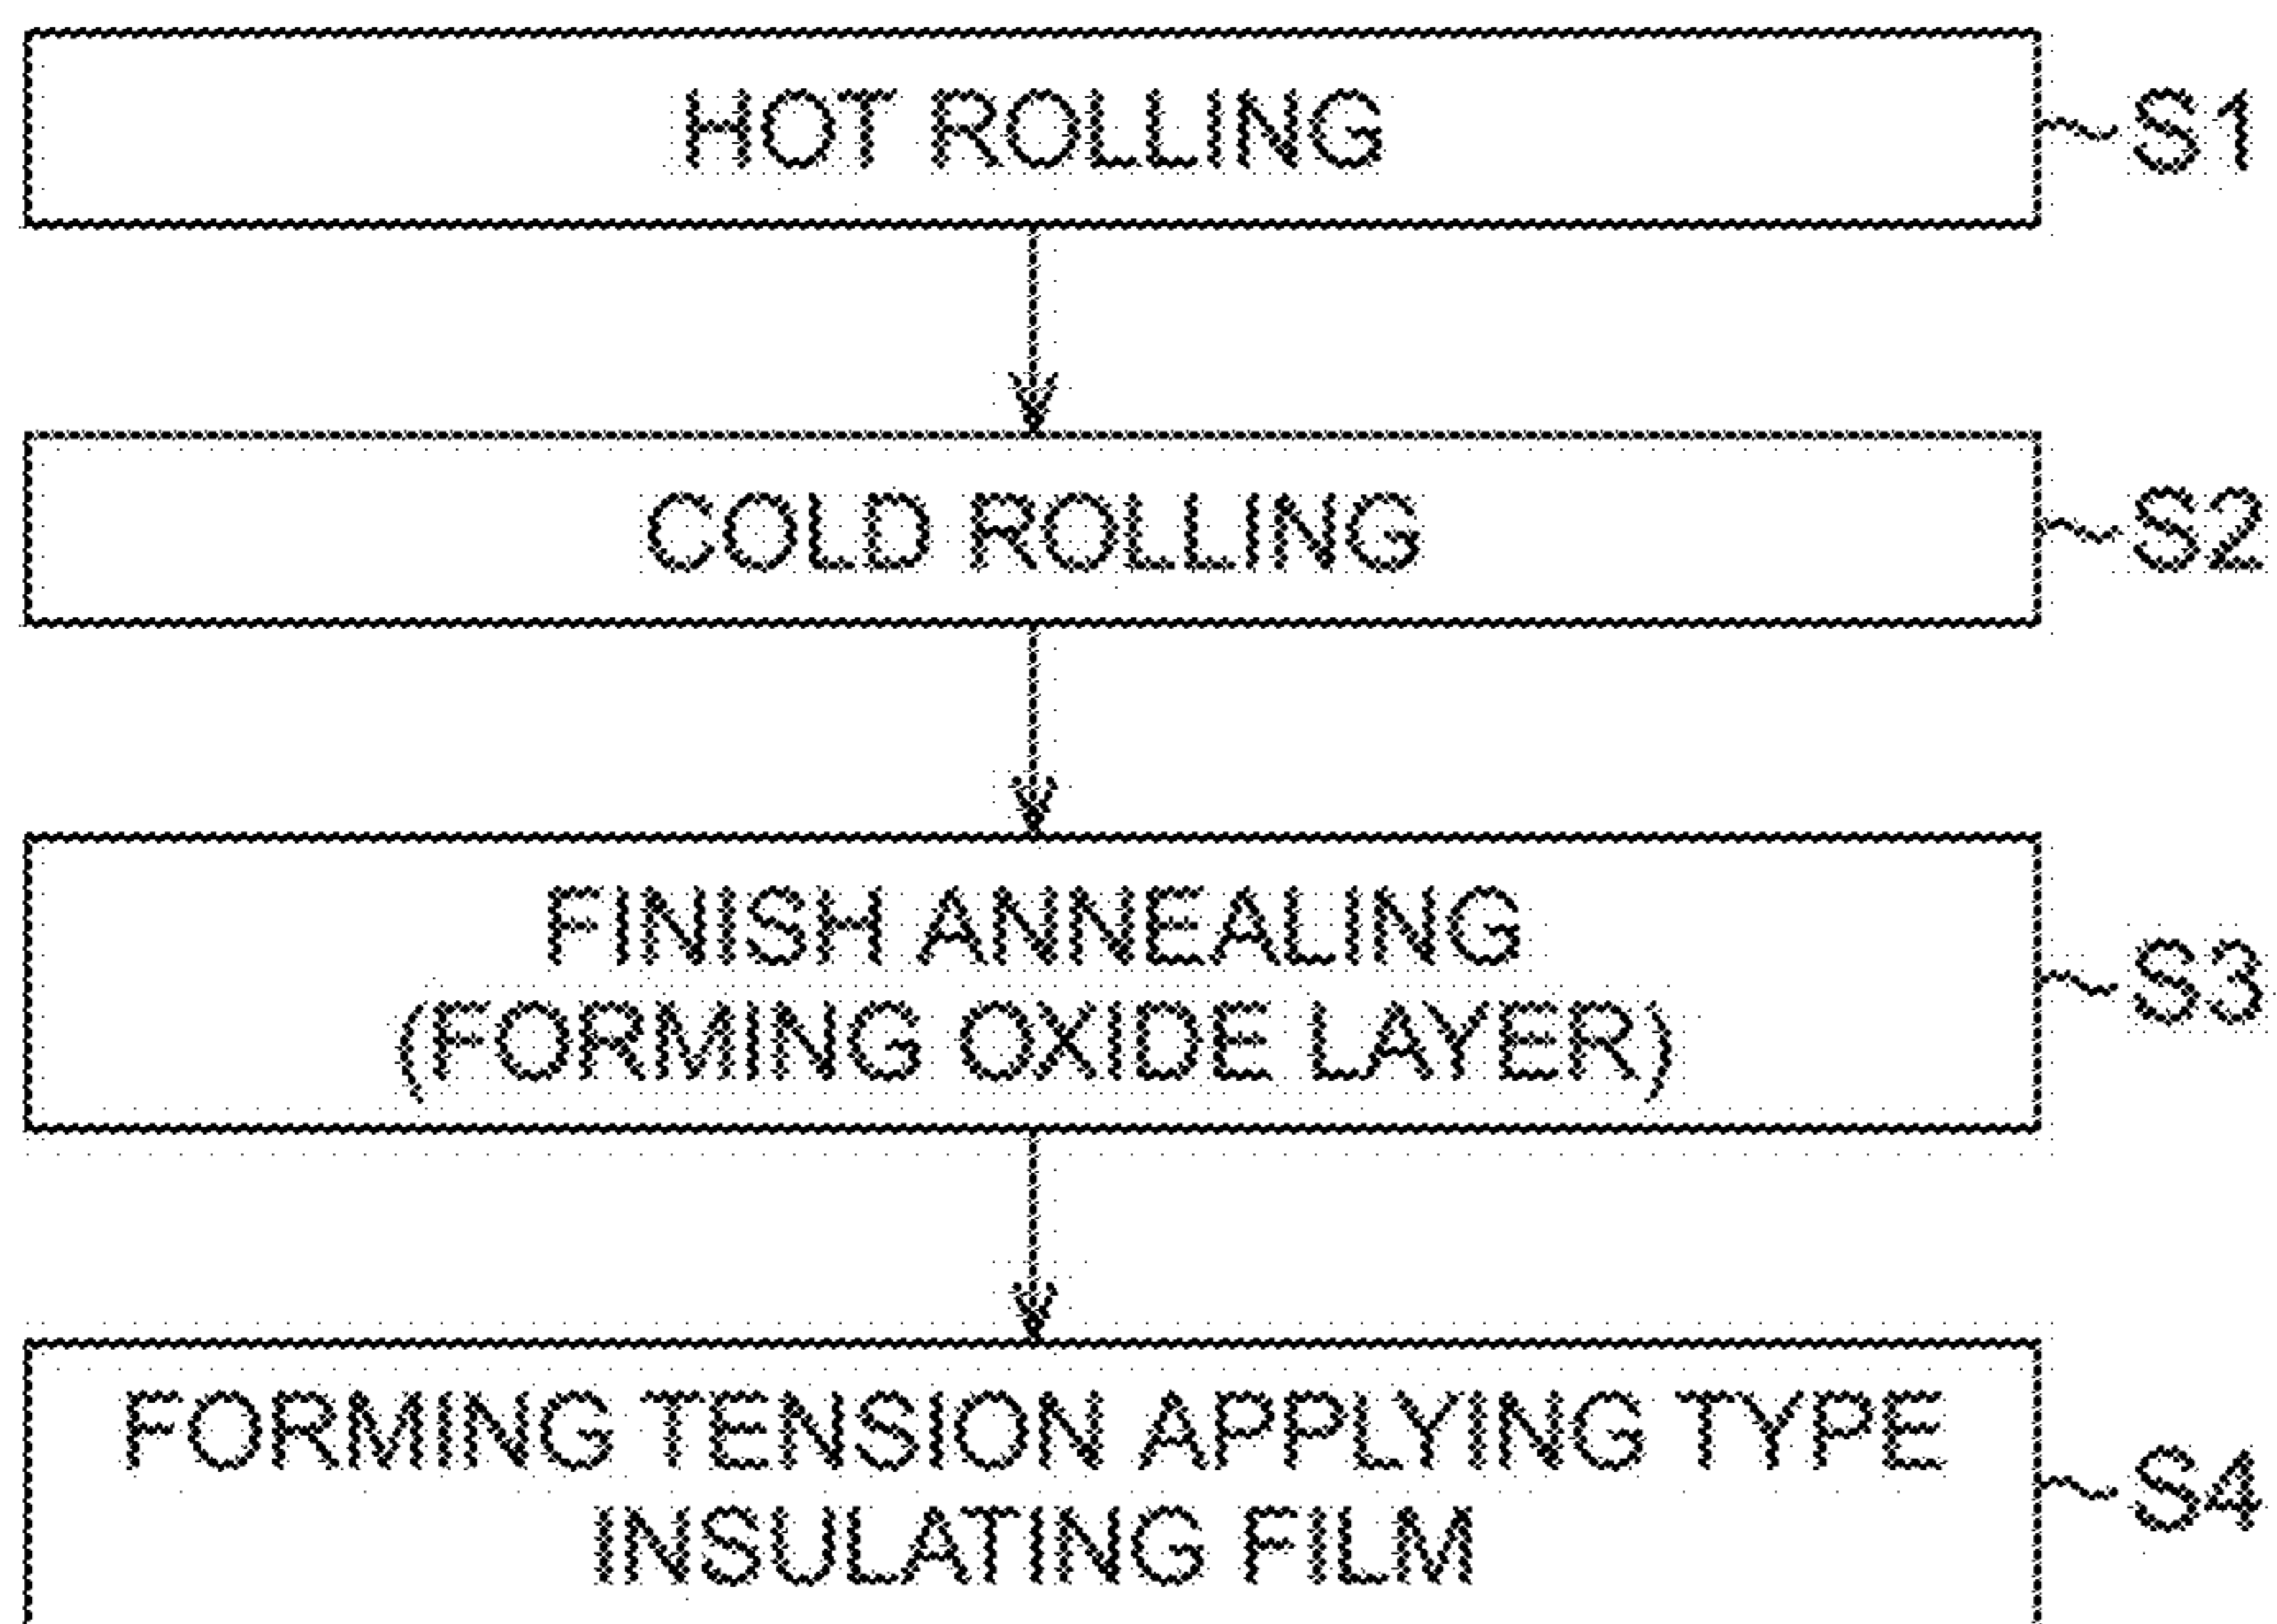 HOT ROLLING
S1
COLD ROLLING
S2
FINISH ANNEALING
(FORMING OXIDE LAYER)
S3
FORMING TENSION APPLYING TYPE
INSULATING FILM
S4